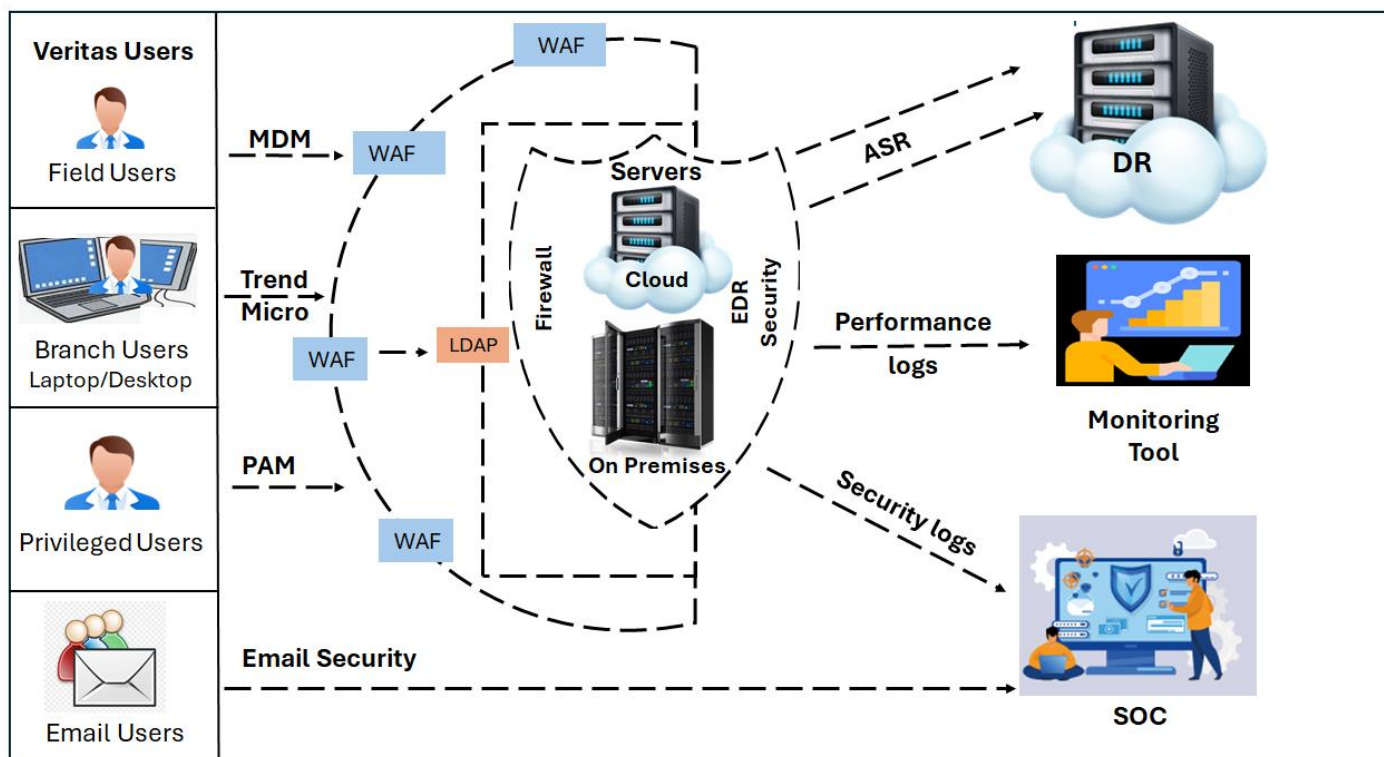 Veritas Users
Field Users
Branch Users
Laptop/Desktop
Privileged Users
Email Users
MDM
Trend
Micro
PAM
Email Security
WAF
WAF
WAF
WAF
LDAP
Firewall
Servers
Cloud
On Premises
EDR
Security
ASR
Performance
logs
Security logs
DR
Monitoring
Tool
SOC